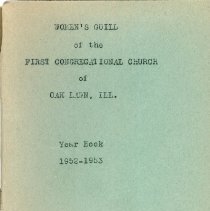 WOMEN'S GUILD
of the
FIRST CONGREGATIONAL CHURCH
of
OAK LAWN, ILL.
Year Book
1952-1953